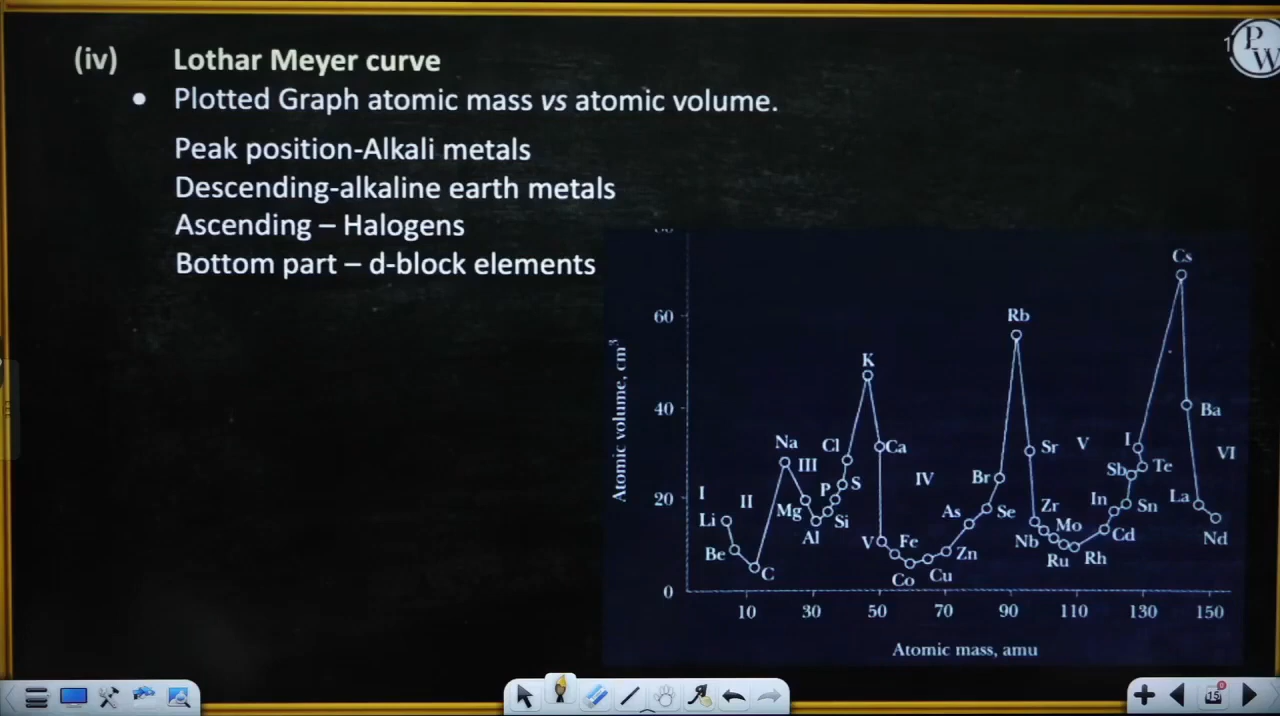 (iv) Lothar Meyer curve
• Plotted Graph atomic mass vs atomic volume.
Peak position-Alkali metals
Descending-alkaline earth metals
Ascending – Halogens
Bottom part – d-block elements
PW
Cs
60
Rb
K
Atomic volume, cm³
40
Ba
Na
Cl
Ca
Sr
V
I
VI
III
Sb
Te
P
S
IV
Br
20
I
II
Mg
Si
As
Se
Zr
In
Sn
La
Li
Al
Mo
Cd
Nd
Be
V
Fe
Zn
Nb
Ru
Rh
C
Co
Cu
0
10 30 50 70 90 110 130 150
Atomic mass, amu
15